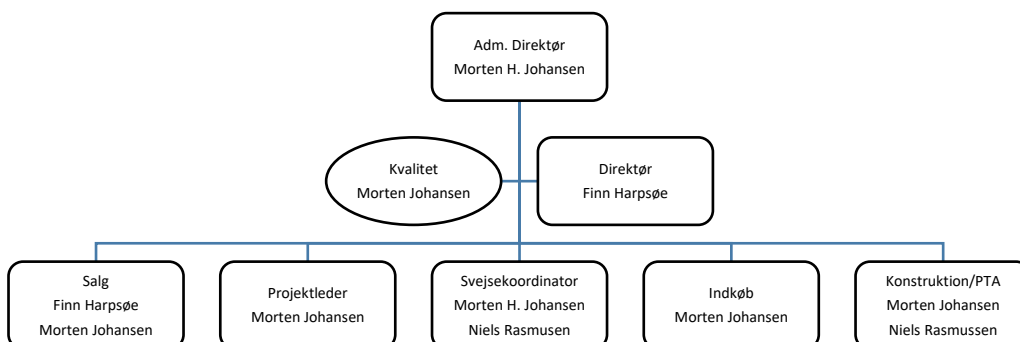 Adm. Direktør
Morten H. Johansen
Kvalitet
Morten Johansen
Direktør
Finn Harpsøe
Salg
Finn Harpsøe
Morten Johansen
Projektleder
Morten Johansen
Svejsekoordinator
Morten H. Johansen
Niels Rasmusen
Indkøb
Morten Johansen
Konstruktion/PTA
Morten Johansen
Niels Rasmussen